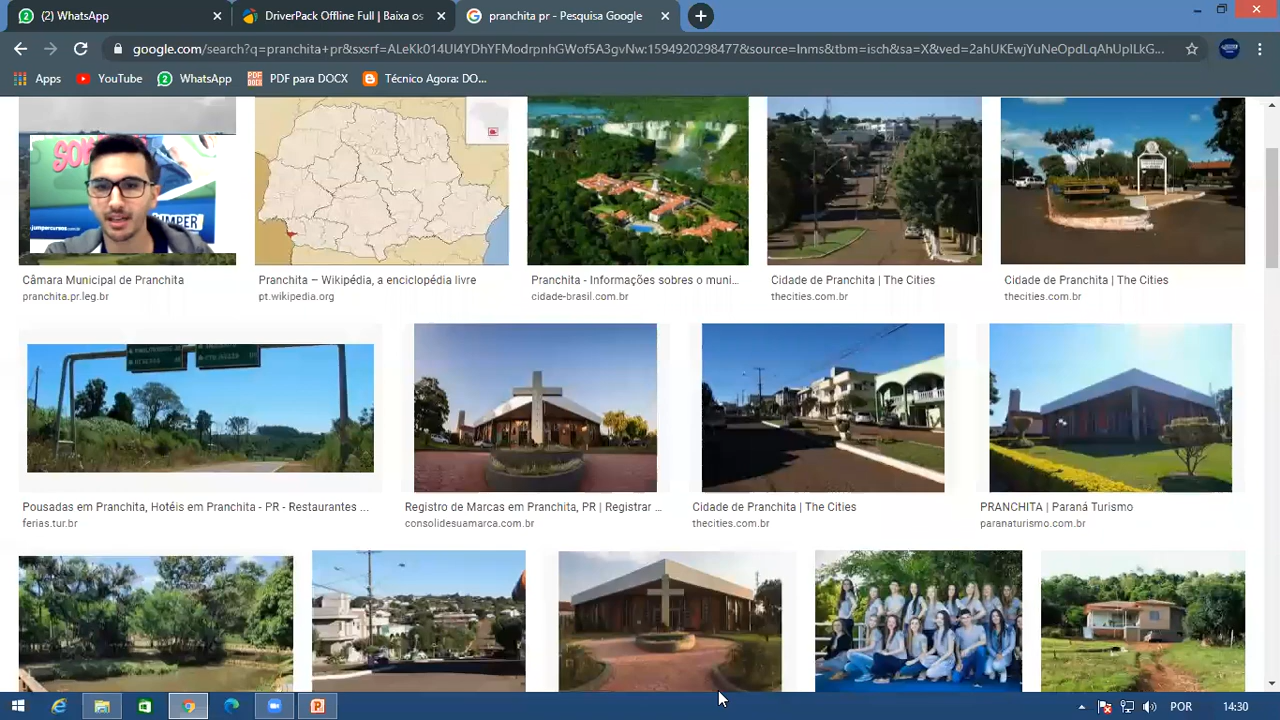 (2) WhatsApp
DriverPack Offline Full | Baixa os
pranchita pr - Pesquisa Google
google.com/search?q=pranchita+pr&sxsrf=ALeKk014Ul4YDhYFModrpnhGWof5A3gvNw:1594920298477&source=lnms&tbm=isch&sa=X&ved=2ahUKEwjYuNeOpdLqAhUpILkG...
Apps
YouTube
WhatsApp
PDF para DOCX
Técnico Agora: DO...
JUMPER
Câmara Municipal de Pranchita
pranchita.pr.leg.br
Pranchita – Wikipédia, a enciclopédia livre
pt.wikipedia.org
Pranchita - Informações sobre o muni...
cidade-brasil.com.br
Cidade de Pranchita | The Cities
thecities.com.br
Cidade de Pranchita | The Cities
thecities.com.br
Pousadas em Pranchita, Hotéis em Pranchita - PR - Restaurantes ...
ferias.tur.br
Registro de Marcas em Pranchita, PR | Registrar ...
consolidesuamarca.com.br
Cidade de Pranchita | The Cities
thecities.com.br
PRANCHITA | Paraná Turismo
paranaturismo.com.br
POR
14:30